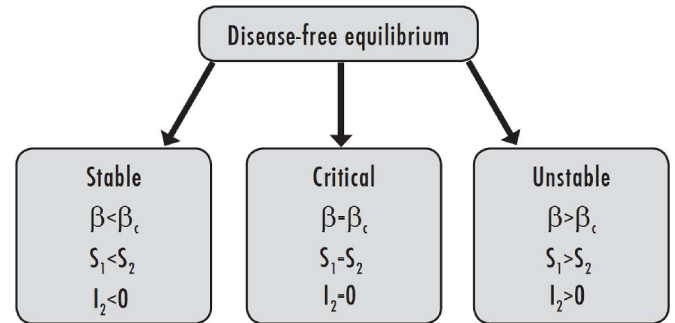 Disease-free equilibrium
Stable
β<βc
S1<S2
I2<0
Critical
β=βc
S1=S2
I2=0
Unstable
β>βc
S1>S2
I2>0